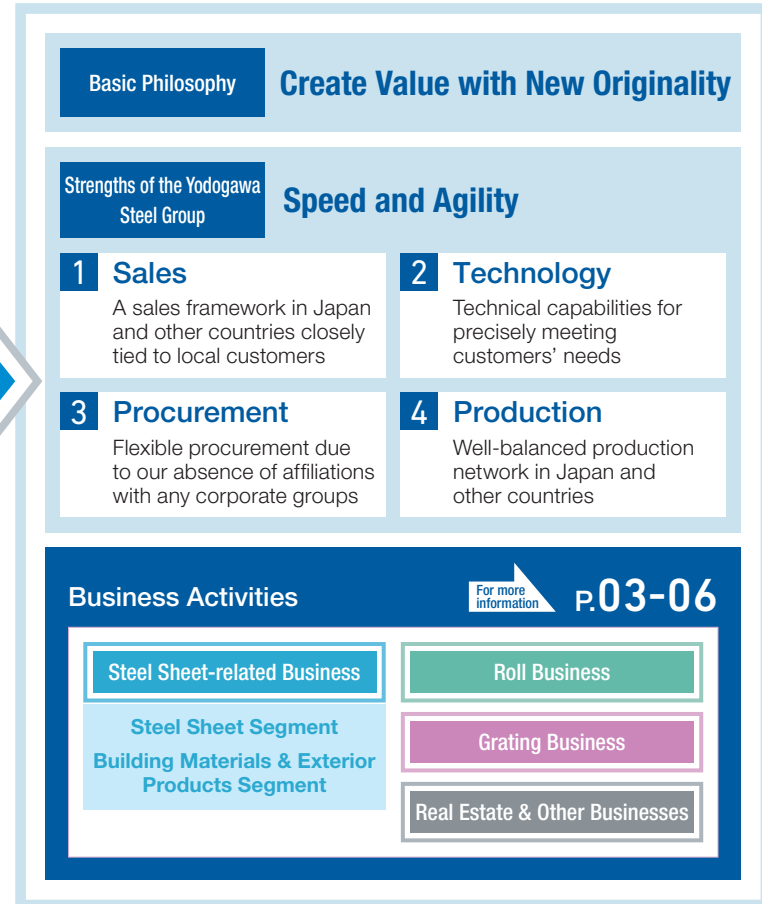 Basic Philosophy
Create Value with New Originality
Strengths of the Yodogawa
Steel Group
Speed and Agility
1 Sales
A sales framework in Japan
and other countries closely
tied to local customers
2 Technology
Technical capabilities for
precisely meeting
customers’ needs
3 Procurement
Flexible procurement due
to our absence of affiliations
with any corporate groups
4 Production
Well-balanced production
network in Japan and
other countries
Business Activities
For more
information
P.03-06
Steel Sheet-related Business
Steel Sheet Segment
Building Materials & Exterior
Products Segment
Roll Business
Grating Business
Real Estate & Other Businesses